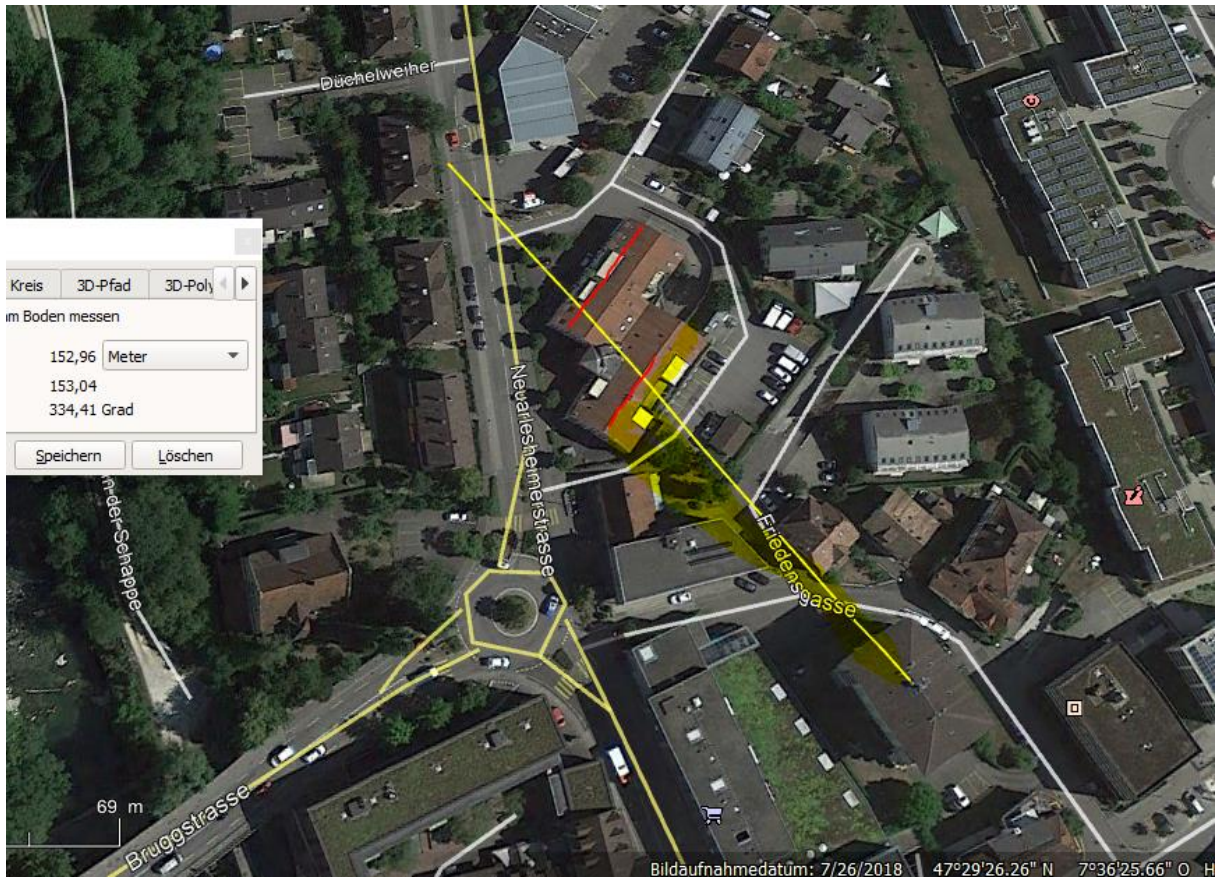 Düchelweiher
Kreis 3D-Pfad 3D-Poly
am Boden messen
152,96 Meter
153,04
334,41 Grad
Speichern Löschen
Neuarlesheimerstrasse
n-der-Schappe
Friedensgasse
69 m
Bruggstrasse
Bildaufnahmedatum: 7/26/2018 47°29'26.26" N 7°36'25.66" O H